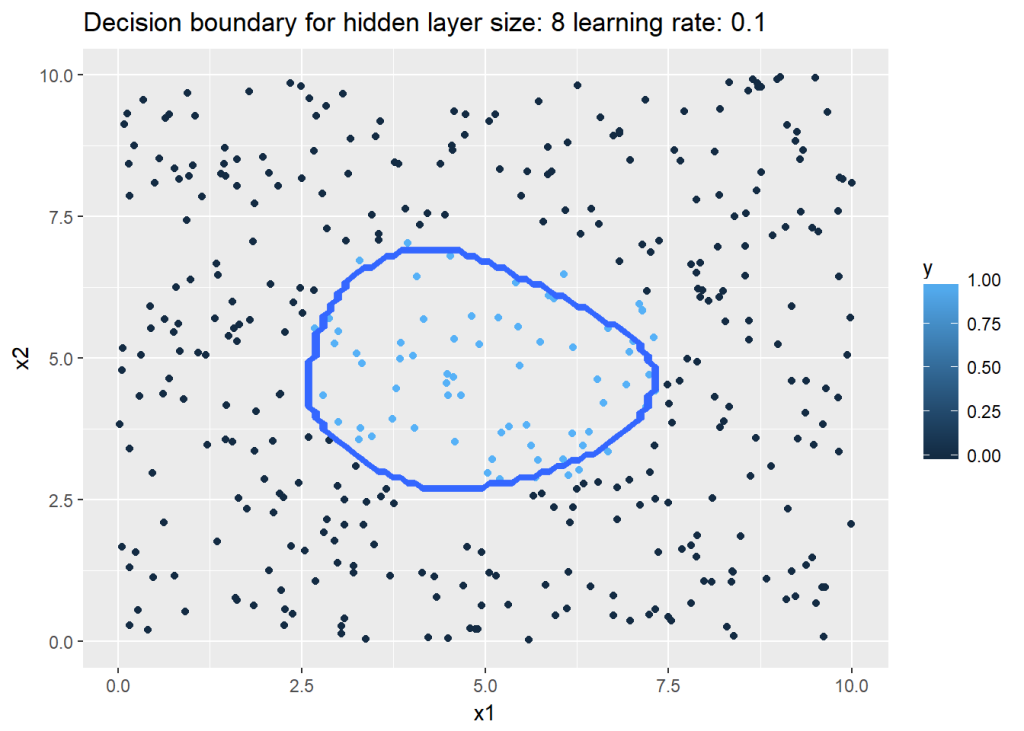 Decision boundary for hidden layer size: 8 learning rate: 0.1
10.0
7.5
5.0
2.5
0.0
x2
0.0 2.5 5.0 7.5 10.0
x1
y
1.00
0.75
0.50
0.25
0.00